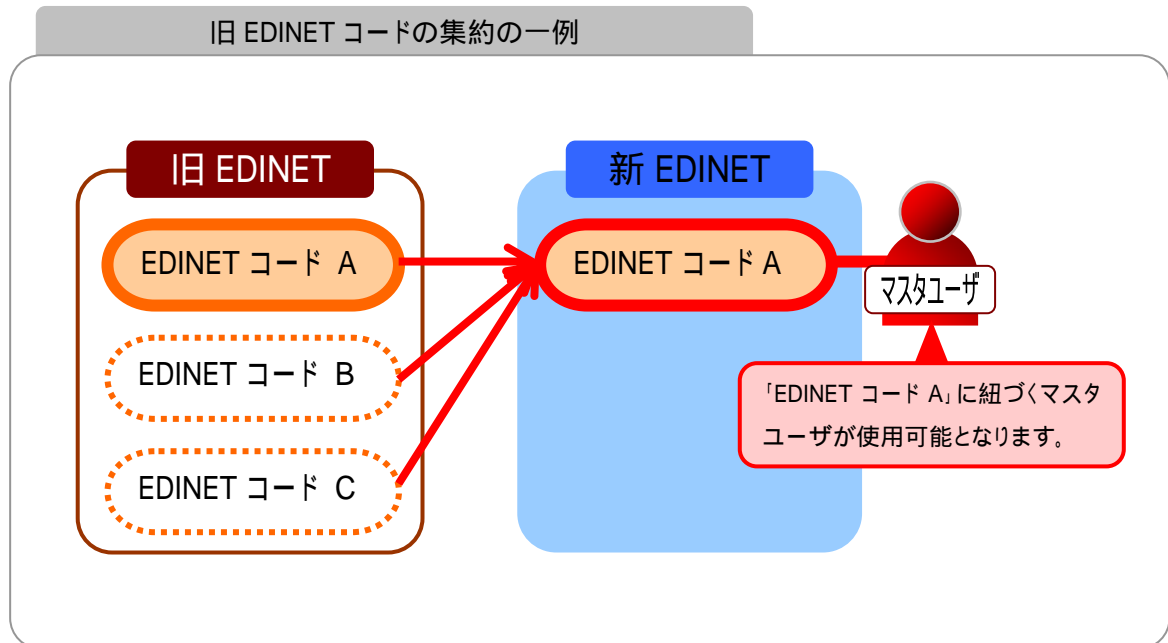 旧 EDINET コードの集約の一例
旧 EDINET
新 EDINET
EDINET コード A
EDINET コード A
マスタユーザ
EDINET コード B
EDINET コード C
「EDINET コード A」に紐づくマスタ
ユーザが使用可能となります。